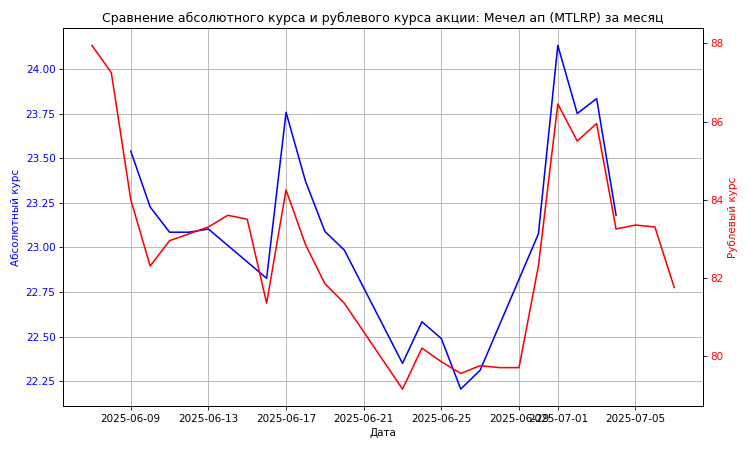 Сравнение абсолютного курса и рублевого курса акции: Мечел ап (MTLRP) за месяц
Абсолютный курс
24.00
23.75
23.50
23.25
23.00
22.75
22.50
22.25
88
86
84
82
80
Рублевый курс
2025-06-09 2025-06-13 2025-06-17 2025-06-21 2025-06-25 2025-06-29 2025-07-01 2025-07-05
Дата